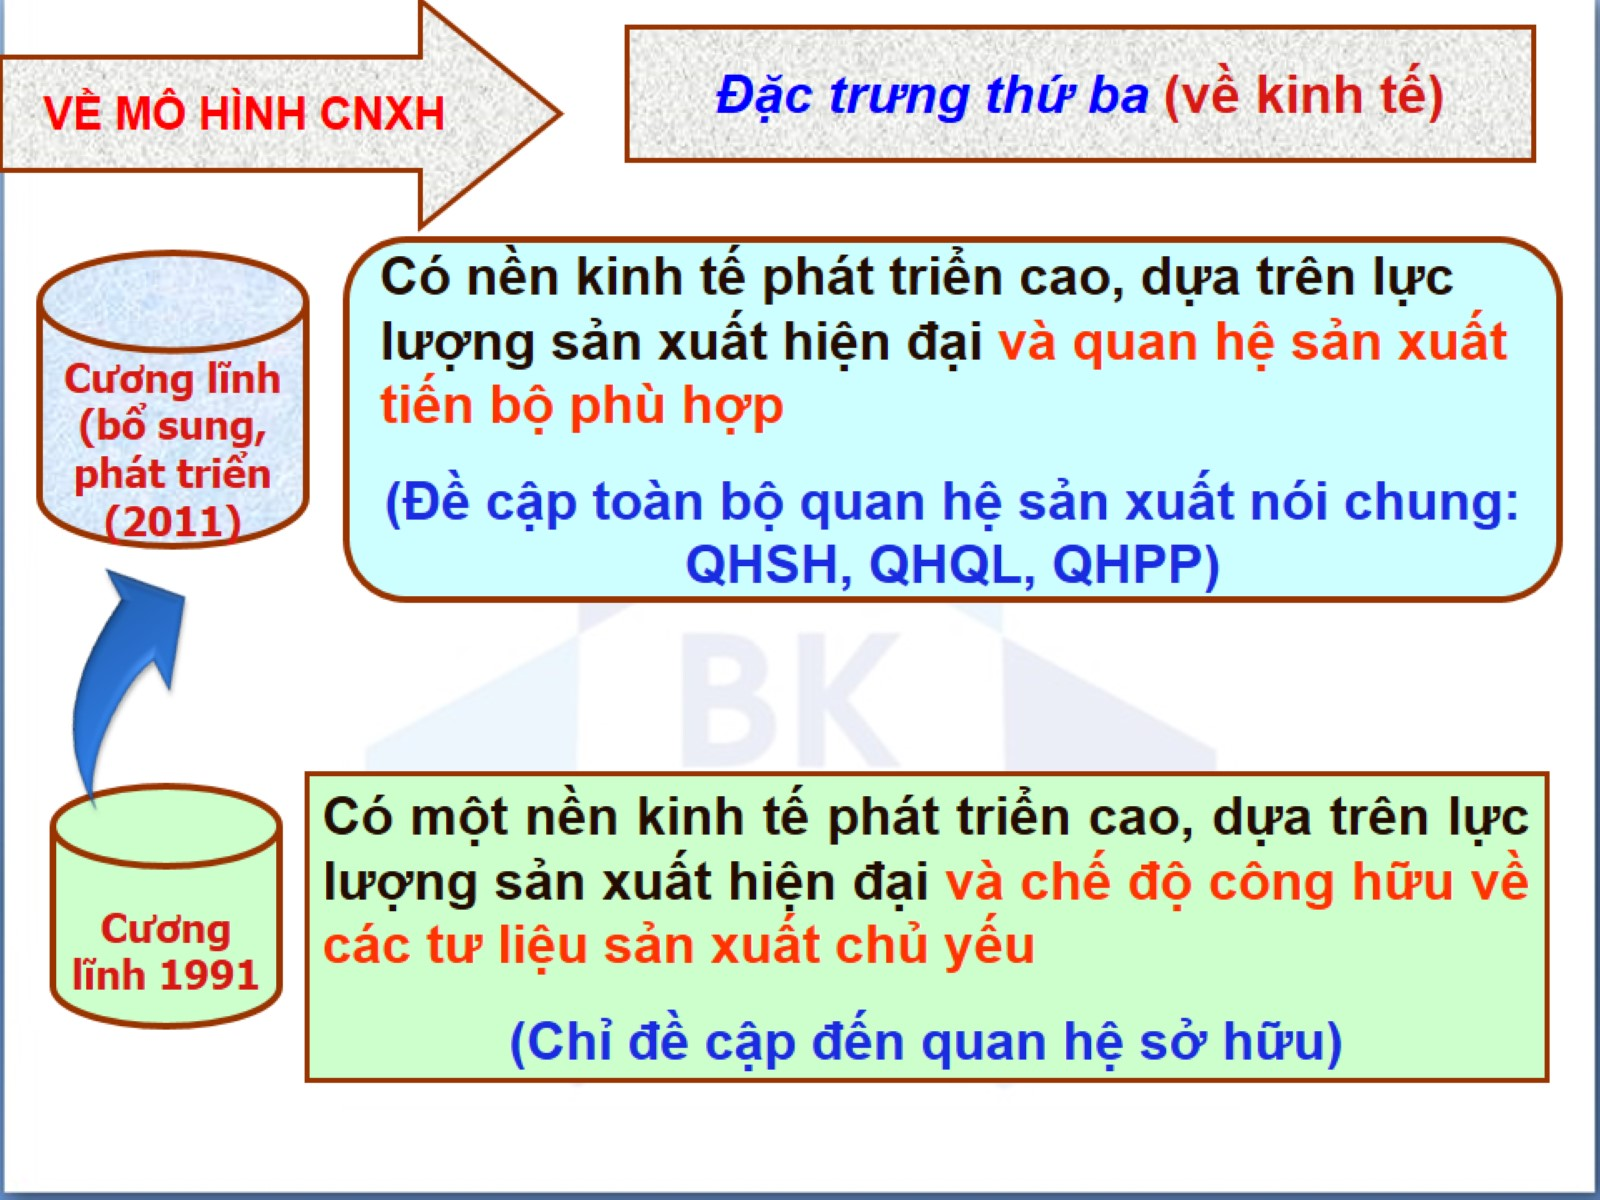 VỀ MÔ HÌNH CNXH
Đặc trưng thứ ba (về kinh tế)
Cương lĩnh
(bổ sung,
phát triển
(2011)
Có nền kinh tế phát triển cao, dựa trên lực
lượng sản xuất hiện đại và quan hệ sản xuất
tiến bộ phù hợp
(Đề cập toàn bộ quan hệ sản xuất nói chung:
QHSH, QHQL, QHPP)
BK
Cương
lĩnh 1991
Có một nền kinh tế phát triển cao, dựa trên lực
lượng sản xuất hiện đại và chế độ công hữu về
các tư liệu sản xuất chủ yếu
(Chỉ đề cập đến quan hệ sở hữu)